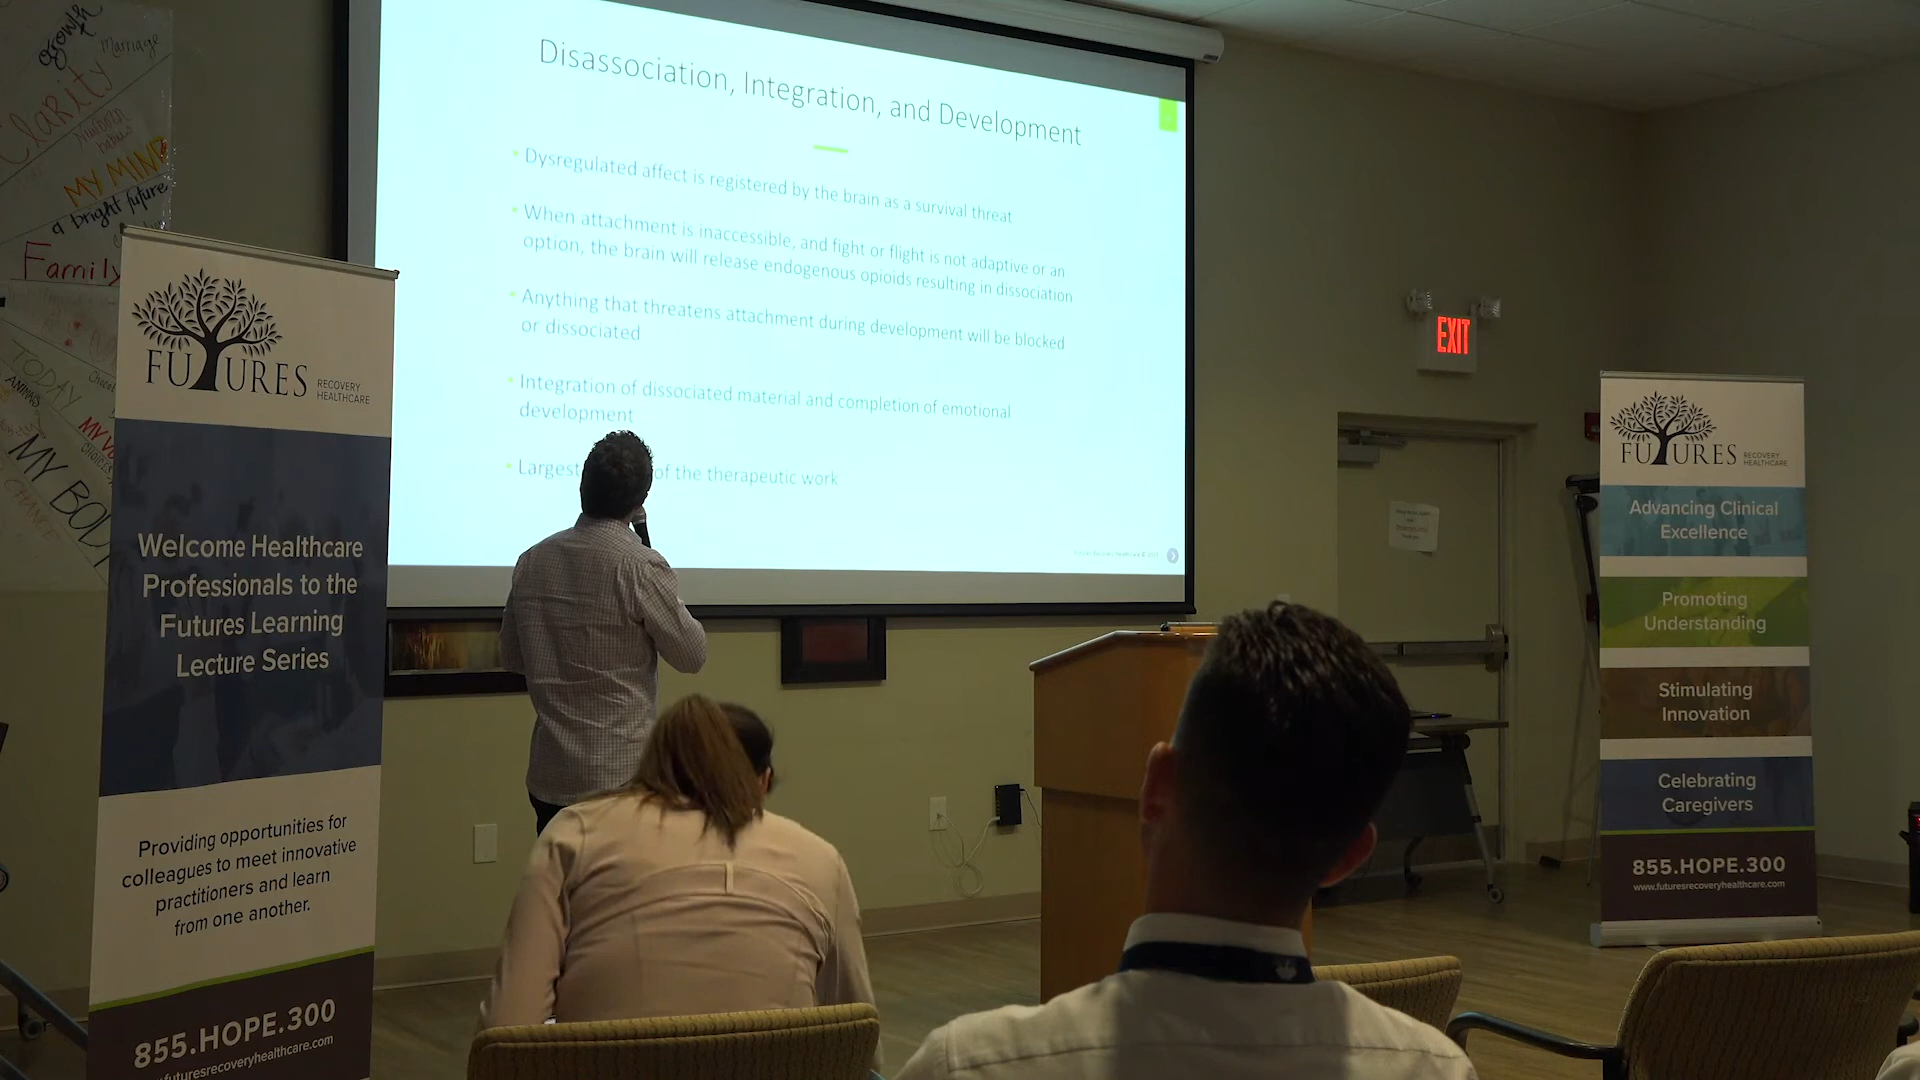 growth
Marriage
Clarity
MY MIND
a bright future
Family
TODAY
ANIMALS
MY BODY
CHANCE
FUTURES
RECOVERY
HEALTHCARE
Welcome Healthcare
Professionals to the
Futures Learning
Lecture Series
Providing opportunities for
colleagues to meet innovative
practitioners and learn
from one another.
855.HOPE.300
futuresrecoveryhealthcare.com
Disassociation, Integration, and Development
• Dysregulated affect is registered by the brain as a survival threat
• When attachment is inaccessible, and fight or flight is not adaptive or an
option, the brain will release endogenous opioids resulting in dissociation
• Anything that threatens attachment during development will be blocked
or dissociated
• Integration of dissociated material and completion of emotional
development
• Largest of the therapeutic work
EXIT
FUTURES
RECOVERY
HEALTHCARE
Advancing Clinical
Excellence
Promoting
Understanding
Stimulating
Innovation
Celebrating
Caregivers
855.HOPE.300
www.futuresrecoveryhealthcare.com